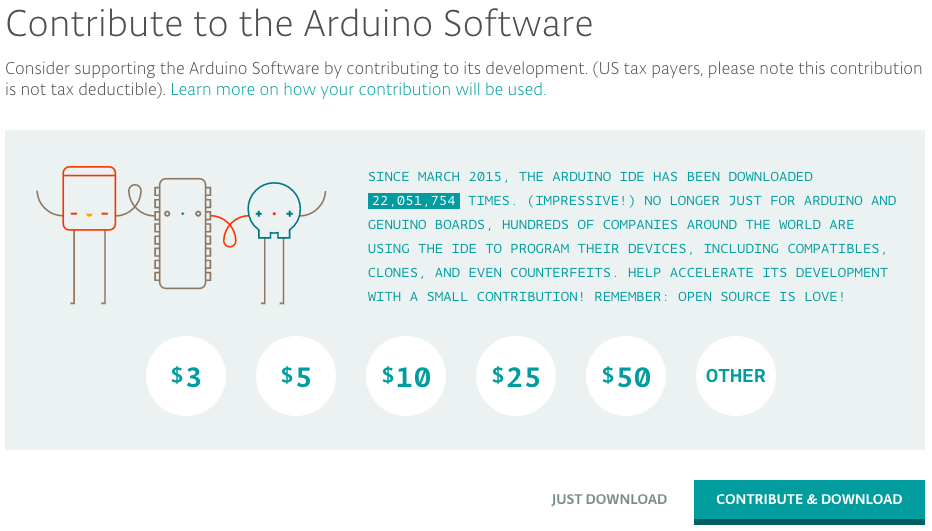 Contribute to the Arduino Software
Consider supporting the Arduino Software by contributing to its development. (US tax payers, please note this contribution
is not tax deductible). Learn more on how your contribution will be used.
SINCE MARCH 2015, THE ARDUINO IDE HAS BEEN DOWNLOADED
22,051,754 TIMES. (IMPRESSIVE!) NO LONGER JUST FOR ARDUINO AND
GENUINO BOARDS, HUNDREDS OF COMPANIES AROUND THE WORLD ARE
USING THE IDE TO PROGRAM THEIR DEVICES, INCLUDING COMPATIBLES,
CLONES, AND EVEN COUNTERFEITS. HELP ACCELERATE ITS DEVELOPMENT
WITH A SMALL CONTRIBUTION! REMEMBER: OPEN SOURCE IS LOVE!
$3 $5 $10 $25 $50 OTHER
JUST DOWNLOAD CONTRIBUTE & DOWNLOAD